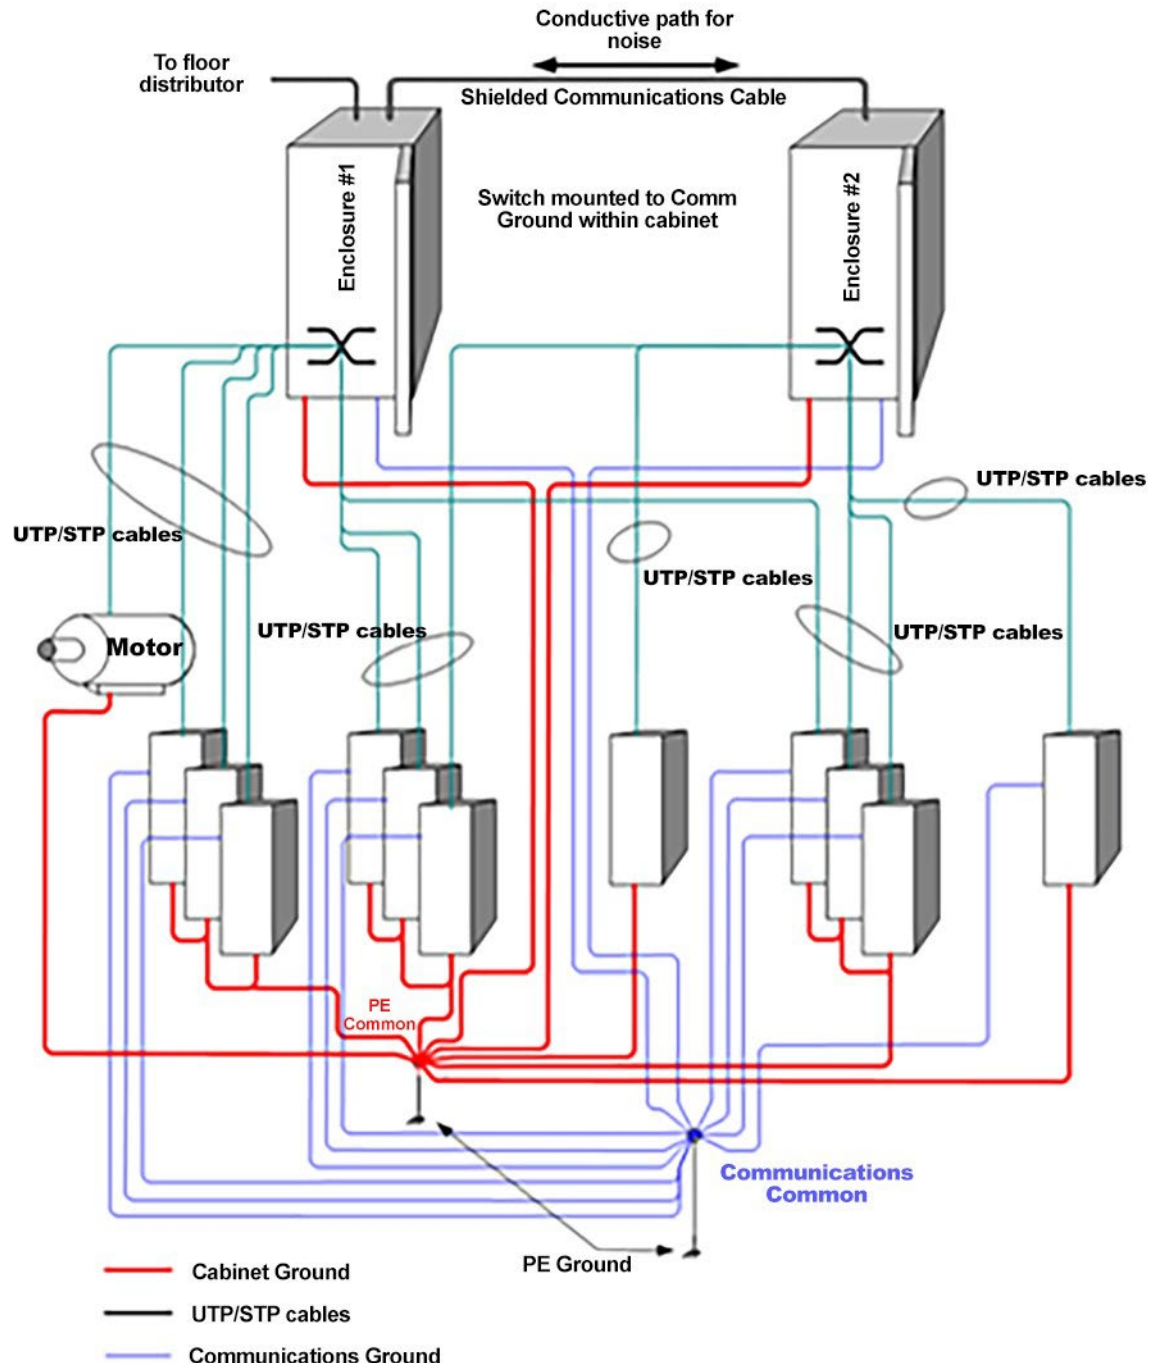 Conductive path for
noise
To floor
distributor
Shielded Communications Cable
Enclosure #1
Switch mounted to Comm
Ground within cabinet
Enclosure #2
UTP/STP cables
UTP/STP cables
UTP/STP cables
UTP/STP cables
UTP/STP cables
Motor
PE
Common
Communications
Common
PE Ground
Cabinet Ground
UTP/STP cables
Communications Ground